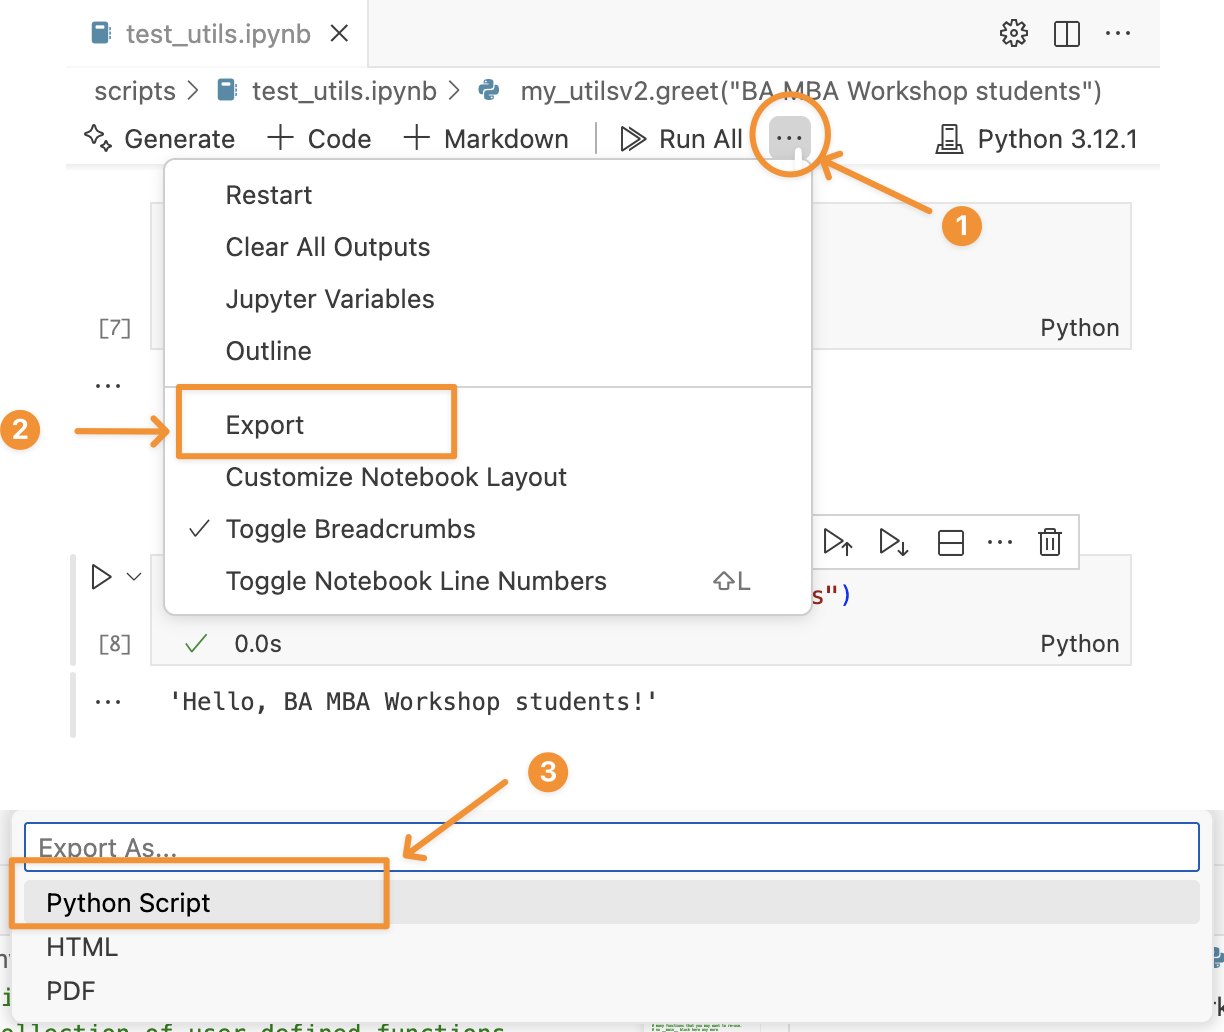 test_utils.ipynb
scripts > test_utils.ipynb > my_utilsv2.greet("BA MBA Workshop students")
Generate + Code + Markdown Run All ... Python 3.12.1
1
Restart
Clear All Outputs
Jupyter Variables
Outline
[7] Python
...
2
Export
Customize Notebook Layout
✓ Toggle Breadcrumbs
Toggle Notebook Line Numbers ⇧L
s")
[8] ✓ 0.0s Python
... 'Hello, BA MBA Workshop students!'
3
Export As...
Python Script
HTML
PDF
ollection of user defined functions